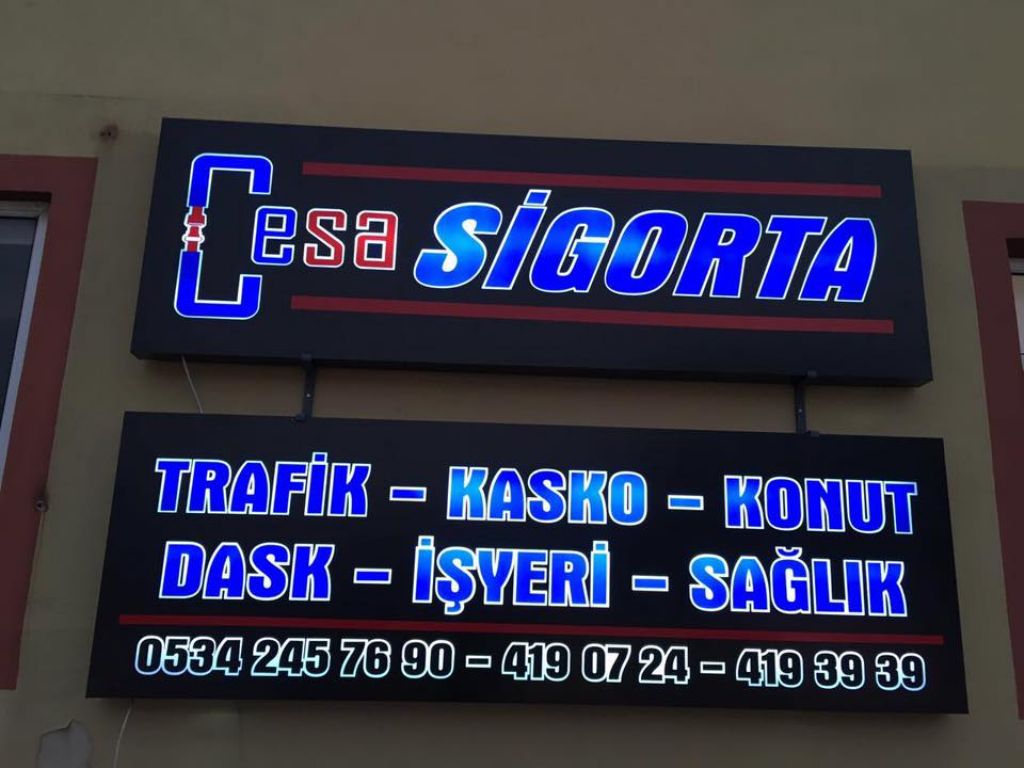 Cesa SİGORTA
TRAFİK – KASKO – KONUT
DASK – İŞYERİ – SAĞLIK
0534 245 76 90 – 419 07 24 – 419 39 39